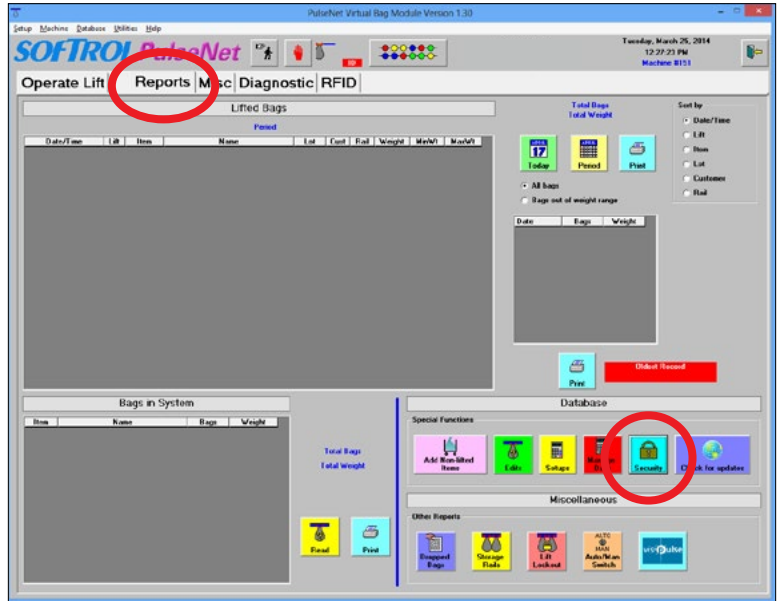 PulseNet Virtual Bag Module Version 1.30
Setup Machine Database Utilities Help
SOFTROL PulseNet
Tuesday, March 25, 2014
12:27:23 PM
Machine #151
Operate Lift Reports Misc Diagnostic RFID
Lifted Bags
Period
Date/Time Lift Item Name Lot Cust Rail Weight MinWt MaxWt
Total Bags
Total Weight
Today Period Print
All bags
Bags out of weight range
Sort by
Date/Time
Lift
Item
Lot
Customer
Rail
Date Bags Weight
Print
Oldest Record
Bags in System
Item Name Bags Weight
Total Bags
Total Weight
Read Print
Database
Special Functions
Add Non-lifted Items
Edits
Setups
Security
Check for updates
Miscellaneous
Other Reports
Dropped Bags
Storage Rails
Lift Lockout
Auto/Man Switch